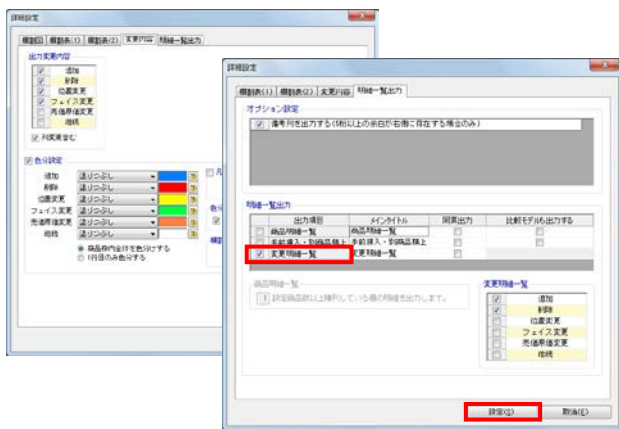 詳細設定
棚割図 棚割表(1) 棚割表(2) 変更内容 明細一覧出力
出力変更内容
追加
削除
位置変更
フェイス変更
売価原価変更
継続
列変更含む
色分設定
追加 塗りつぶし
削除 塗りつぶし
位置変更 塗りつぶし
フェイス変更 塗りつぶし
売価原価変更 塗りつぶし
継続 塗りつぶし
商品枠内全体を色分けする
1行目のみ色分する
詳細設定
棚割表(1) 棚割表(2) 変更内容 明細一覧出力
オプション設定
備考列を出力する(5桁以上の余白が右側に存在する場合のみ)
明細一覧出力
出力項目 メインタイトル 同頁出力 比較モデルも出力する
商品明細一覧 商品明細一覧
手前挿入・別商品積上 手前挿入・別商品積上
変更明細一覧 変更明細一覧
商品明細一覧
1 設定商品数以上陳列している棚の明細を出力します。
変更明細一覧
追加
削除
位置変更
フェイス変更
売価原価変更
継続
設定(S) 取消(E)